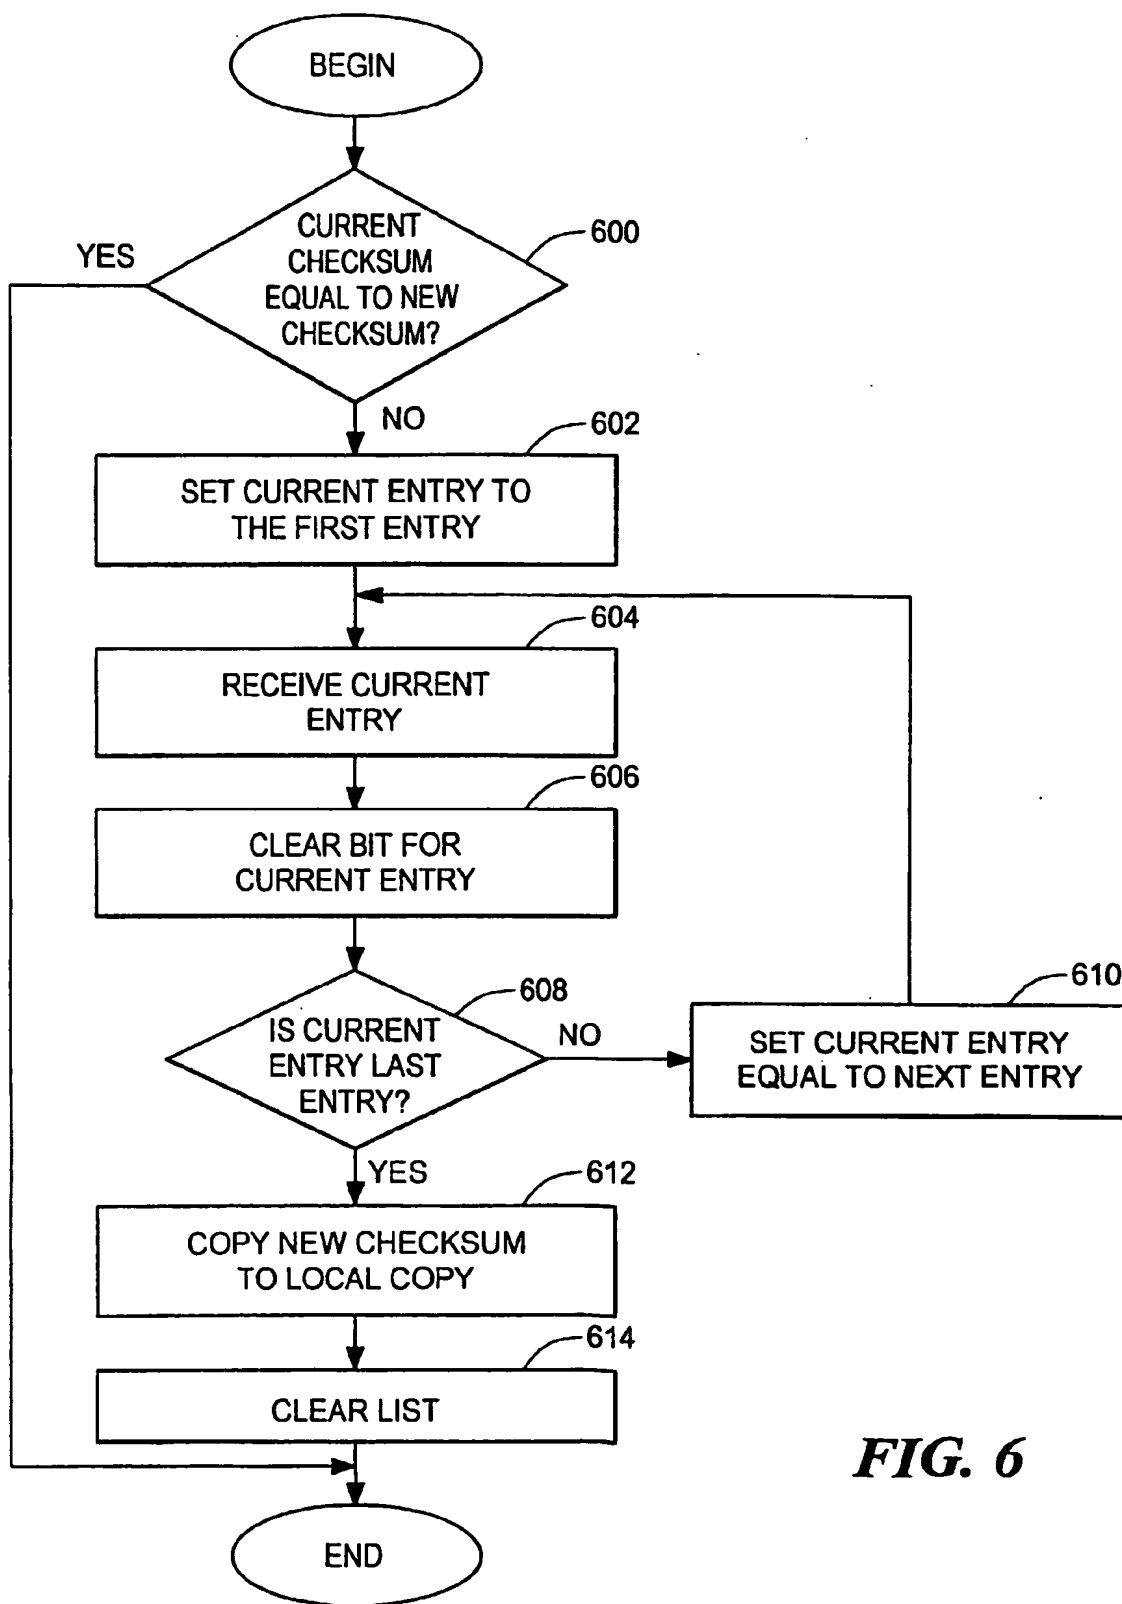 BEGIN
CURRENT
CHECKSUM
EQUAL TO NEW
CHECKSUM?
600
YES
NO
602
SET CURRENT ENTRY TO
THE FIRST ENTRY
604
RECEIVE CURRENT
ENTRY
606
CLEAR BIT FOR
CURRENT ENTRY
608
IS CURRENT
ENTRY LAST
ENTRY?
NO
610
SET CURRENT ENTRY
EQUAL TO NEXT ENTRY
YES
612
COPY NEW CHECKSUM
TO LOCAL COPY
614
CLEAR LIST
END
FIG. 6